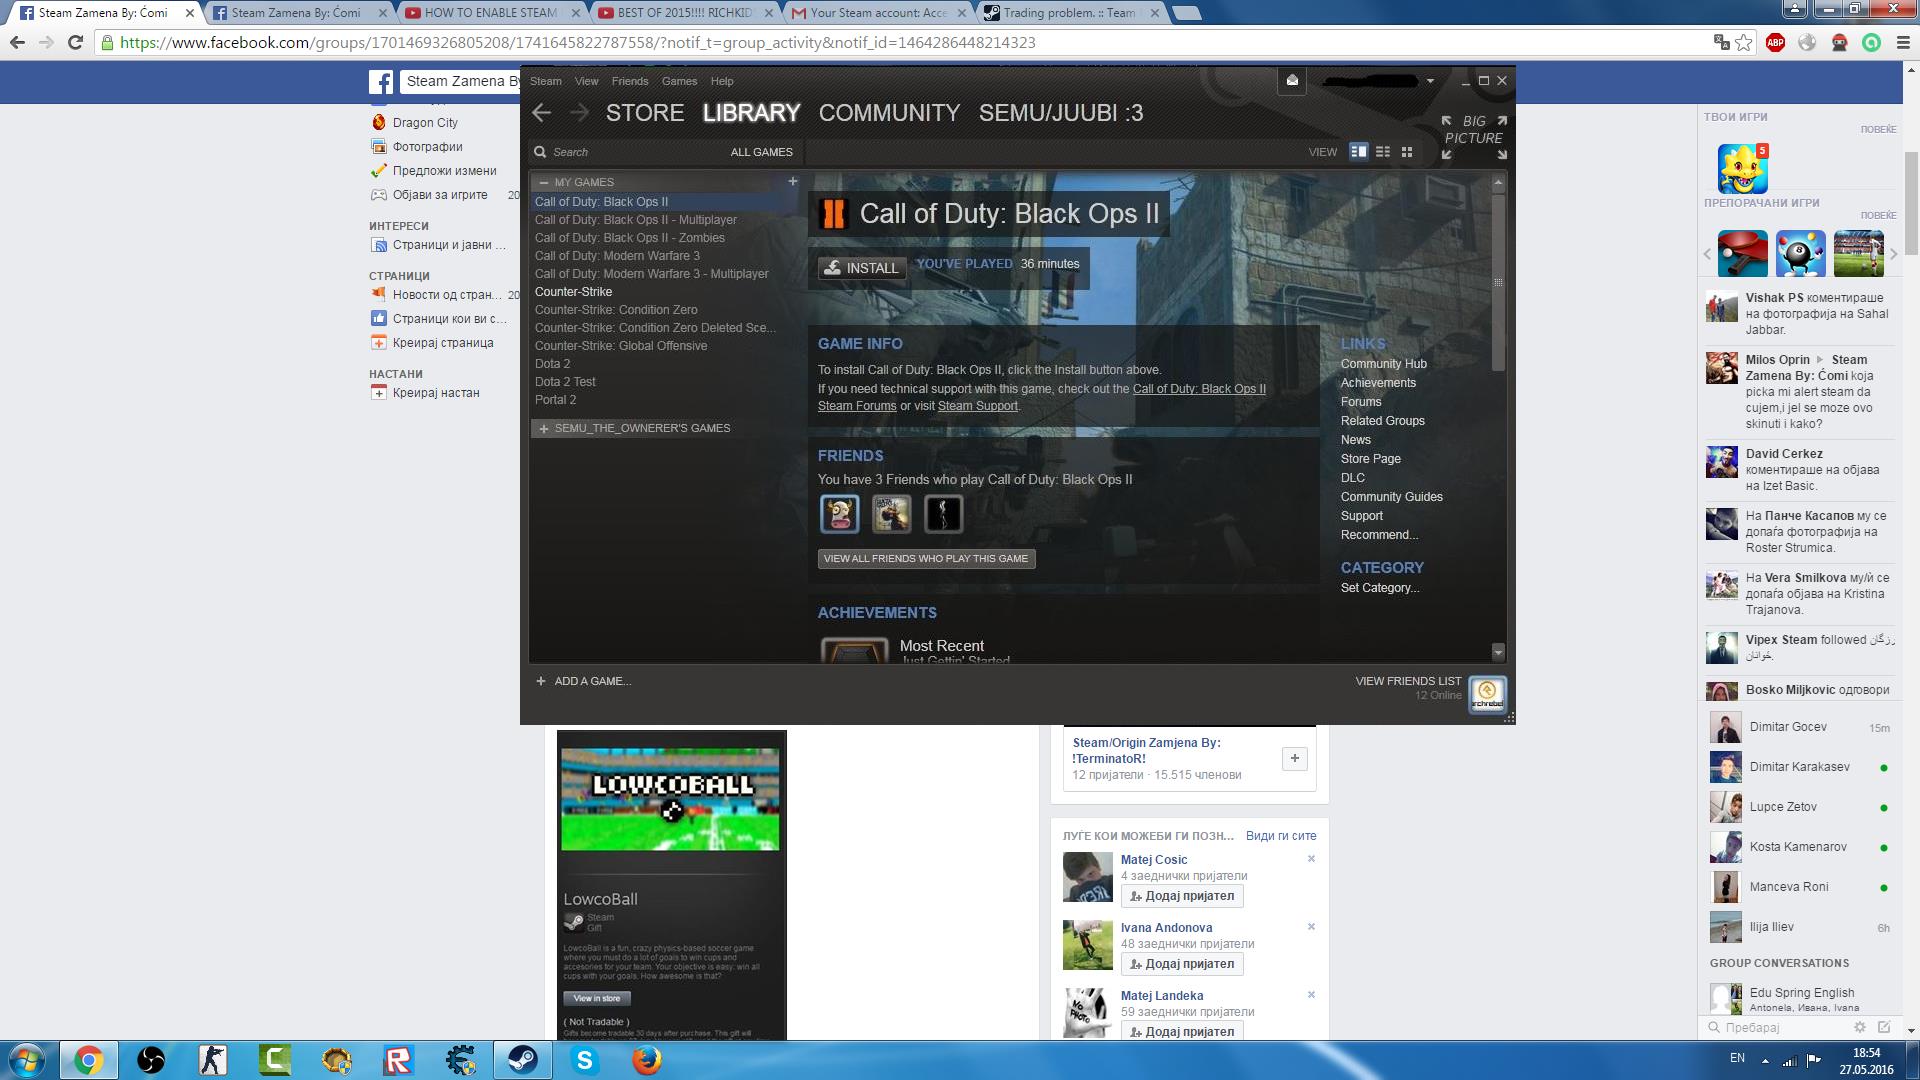 Steam Zamena By: Ćomi
Steam Zamena By: Ćomi
HOW TO ENABLE STEAM
BEST OF 2015!!!! RICHKID
Your Steam account: Acce
Trading problem. :: Team
https://www.facebook.com/groups/1701469326805208/1741645822787558/?notif_t=group_activity&notif_id=1464286448214323
ABP
Steam Zamena By
Dragon City
Фотографии
Предложи измени
Објави за игрите 20
ИНТЕРЕСИ
Страници и јавни ...
СТРАНИЦИ
Новости од стран... 20
Страници кои ви с...
Креирај страница
НАСТАНИ
Креирај настан
Steam View Friends Games Help
STORE LIBRARY COMMUNITY SEMU/JUUBI :3
BIG
PICTURE
Search ALL GAMES VIEW
— MY GAMES +
Call of Duty: Black Ops II
Call of Duty: Black Ops II - Multiplayer
Call of Duty: Black Ops II - Zombies
Call of Duty: Modern Warfare 3
Call of Duty: Modern Warfare 3 - Multiplayer
Counter-Strike
Counter-Strike: Condition Zero
Counter-Strike: Condition Zero Deleted Sce...
Counter-Strike: Global Offensive
Dota 2
Dota 2 Test
Portal 2
+ SEMU_THE_OWNERER'S GAMES
Call of Duty: Black Ops II
INSTALL YOU'VE PLAYED 36 minutes
GAME INFO
To install Call of Duty: Black Ops II, click the Install button above.
If you need technical support with this game, check out the Call of Duty: Black Ops II
Steam Forums or visit Steam Support.
FRIENDS
You have 3 Friends who play Call of Duty: Black Ops II
VIEW ALL FRIENDS WHO PLAY THIS GAME
ACHIEVEMENTS
Most Recent
Just Gettin' Started
LINKS
Community Hub
Achievements
Forums
Related Groups
News
Store Page
DLC
Community Guides
Support
Recommend...
CATEGORY
Set Category...
+ ADD A GAME...
VIEW FRIENDS LIST
12 Online
LOWCOBALL
LowcoBall
Steam
Gift
LowcoBall is a fun, crazy physics-based soccer game
where you must do a lot of goals to win cups and
accesories for your team. Your objective is easy: win all
cups with your goals. How awesome is that?
View in store
( Not Tradable )
Gifts become tradable 30 days after purchase. This gift will
Steam/Origin Zamjena By:
!TerminatoR!
12 пријатели · 15.515 членови
+
ЛУЃЕ КОИ МОЖЕБИ ГИ ПОЗН... Види ги сите
Matej Cosic
4 заеднички пријатели
Додај пријател
Ivana Andonova
48 заеднички пријатели
Додај пријател
NO
PHOTO
Matej Landeka
59 заеднички пријатели
Додај пријател
ТВОИ ИГРИ
ПОВЕЌЕ
5
ПРЕПОРАЧАНИ ИГРИ
ПОВЕЌЕ
8
Vishak PS коментираше
на фотографија на Sahal
Jabbar.
Milos Oprin ▶ Steam
Zamena By: Ćomi koja
picka mi alert steam da
cujem,i jel se moze ovo
skinuti i kako?
David Cerkez
коментираше на објава
на Izet Basic.
На Панче Касапов му се
допаѓа фотографија на
Roster Strumica.
На Vera Smilkova му/ѝ се
допаѓа објава на Kristina
Trajanova.
Vipex Steam followed
Bosko Miljkovic одговори
Dimitar Gocev 15m
Dimitar Karakasev
Lupce Zetov
Kosta Kamenarov
Manceva Roni
Ilija Iliev 6h
GROUP CONVERSATIONS
Edu Spring English
Antonela, Ивана, Ivana
Пребарај
EN
18:54
27.05.2016